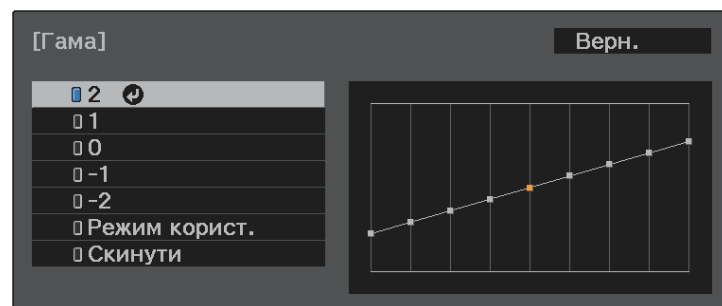 [Гама]
Верн.
2
1
0
-1
-2
Режим корист.
Скинути